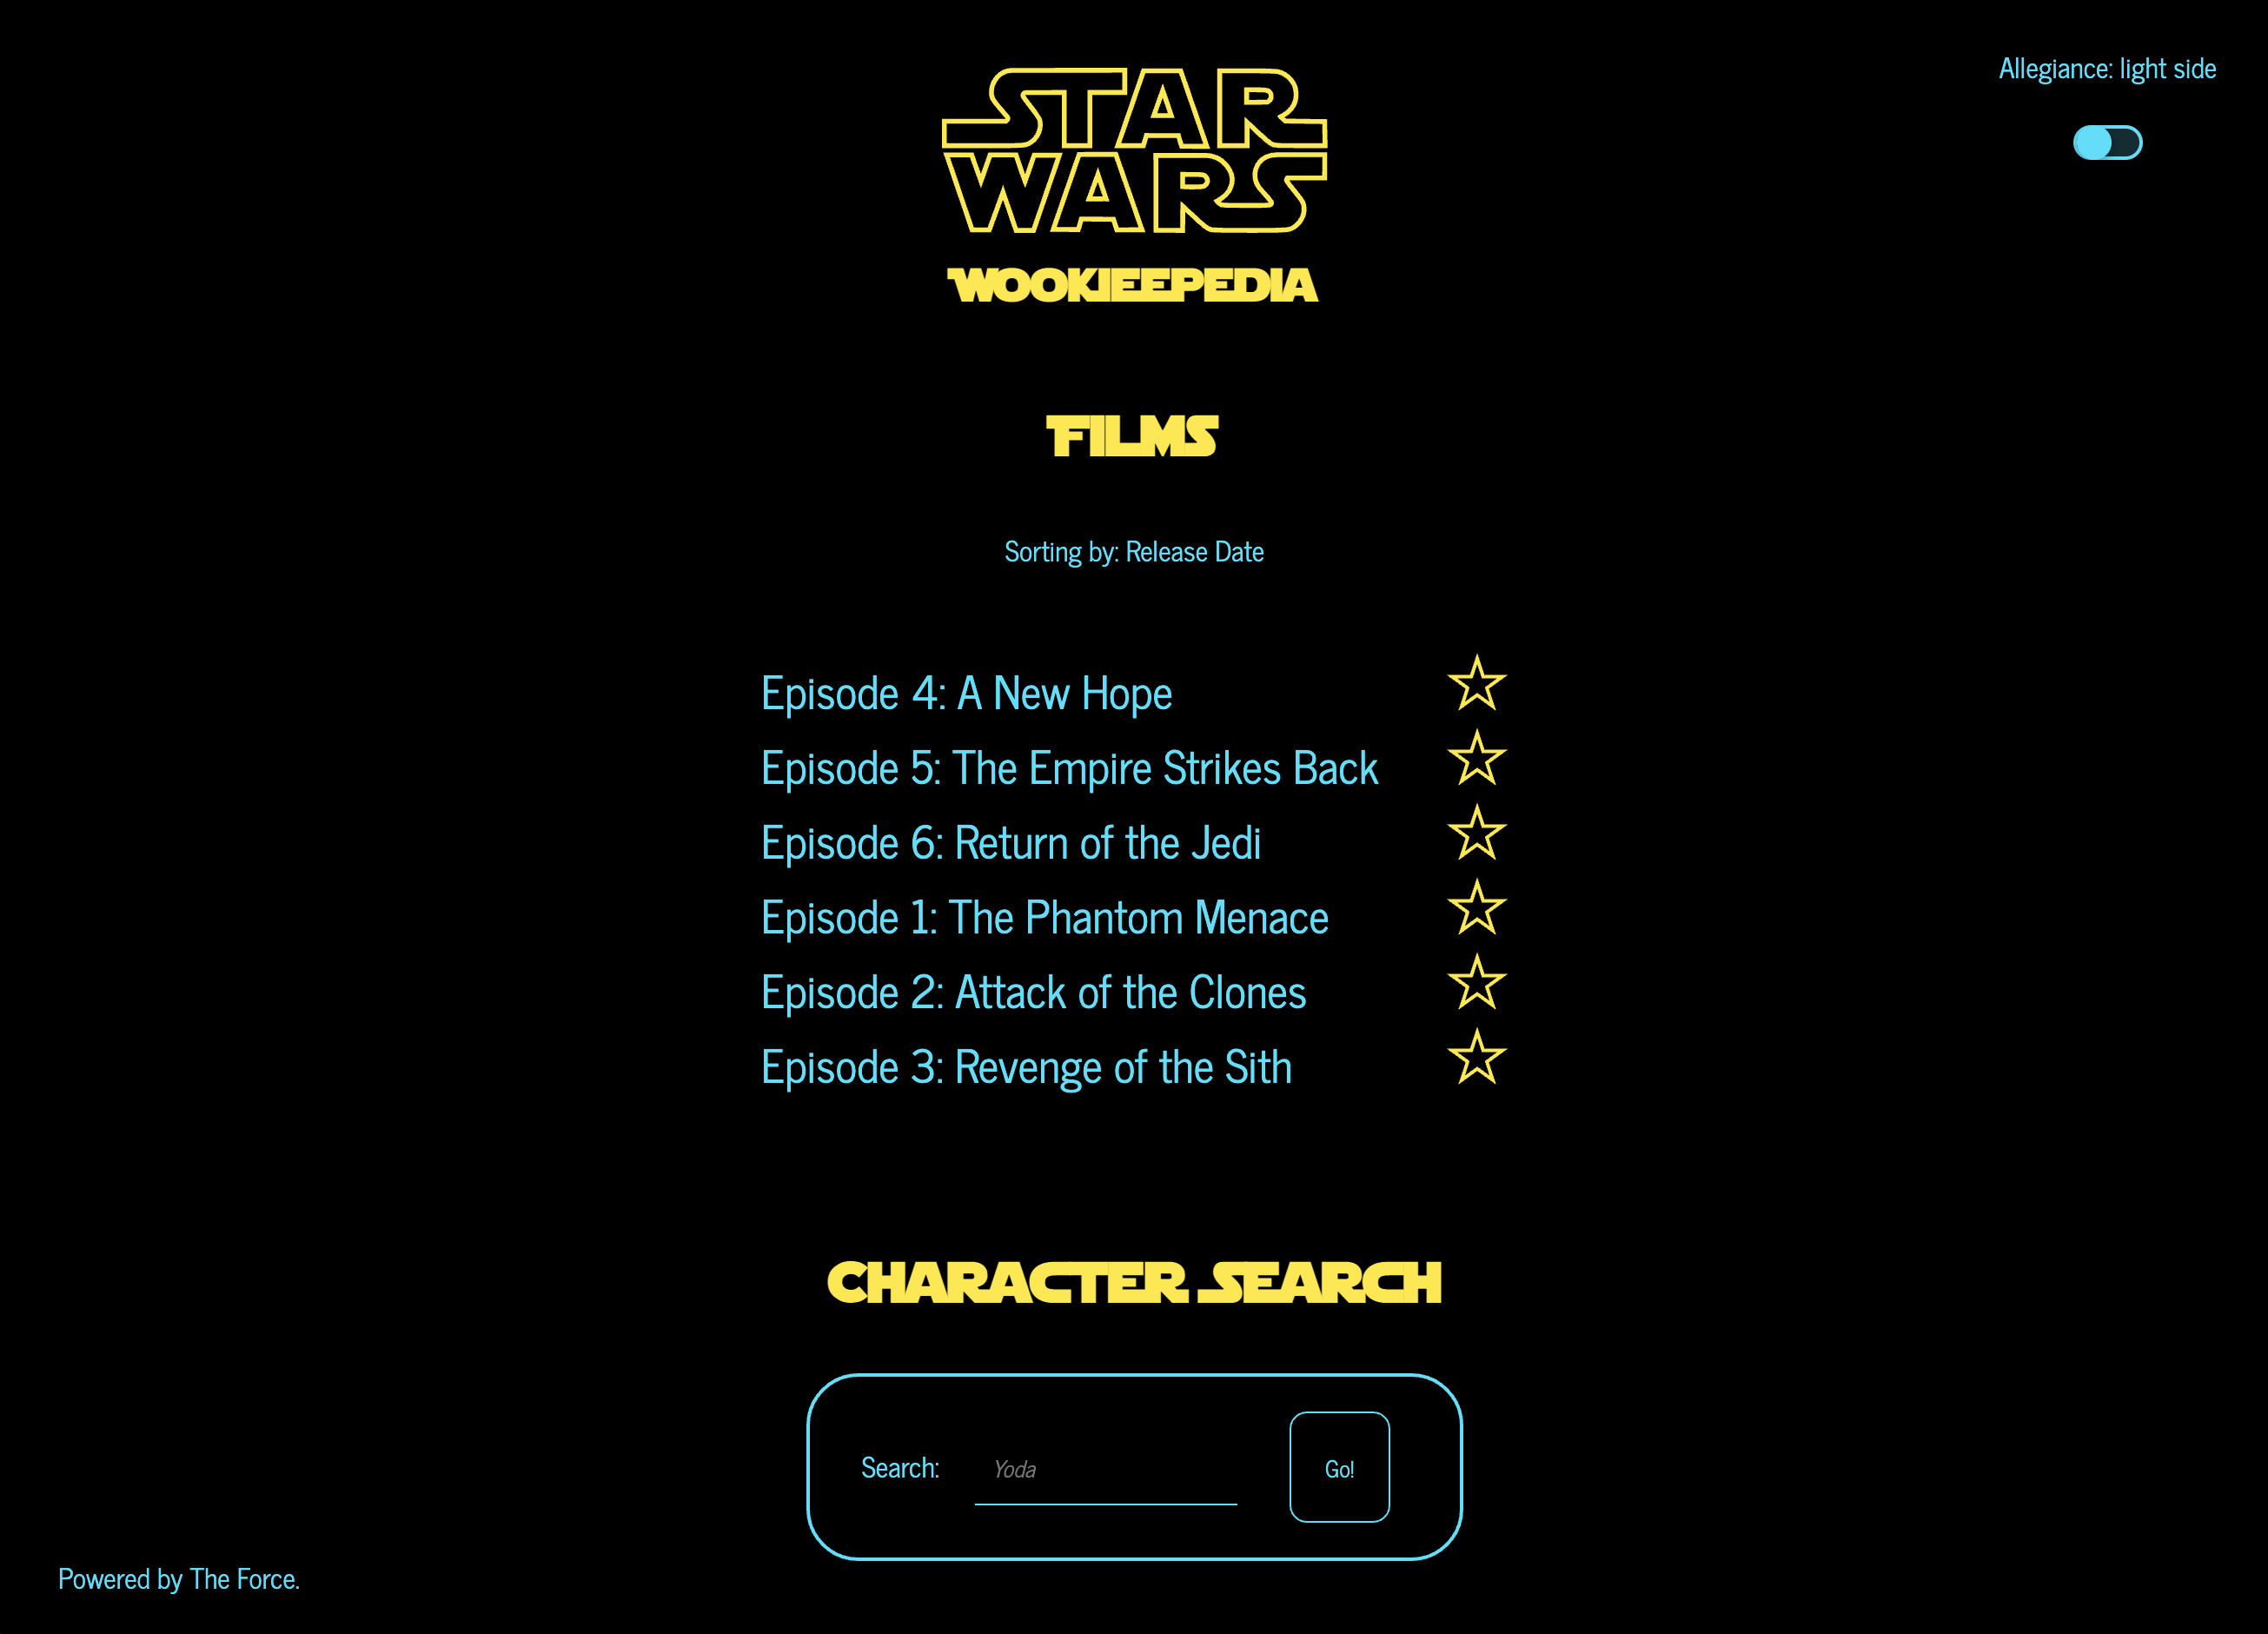 STAR
WARS
WOOKIEEPEDIA
Allegiance: light side
FILMS
Sorting by: Release Date
Episode 4: A New Hope
Episode 5: The Empire Strikes Back
Episode 6: Return of the Jedi
Episode 1: The Phantom Menace
Episode 2: Attack of the Clones
Episode 3: Revenge of the Sith
CHARACTER SEARCH
Search: Yoda Go!
Powered by The Force.